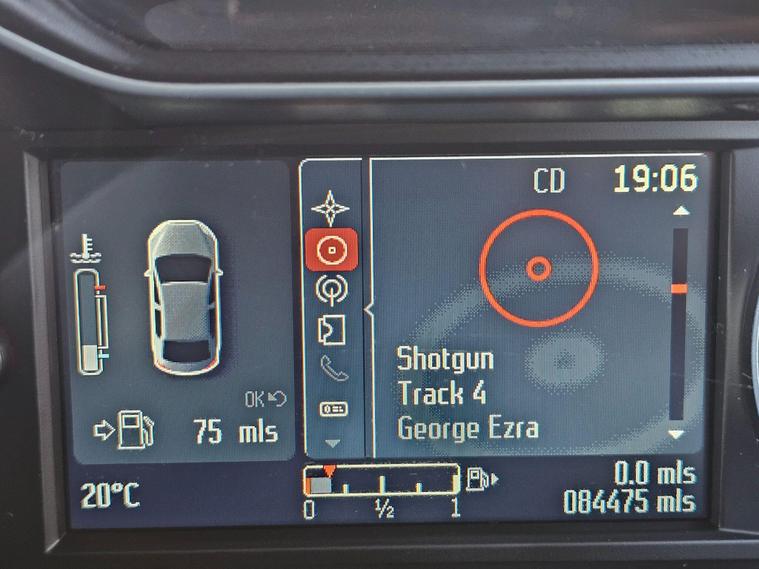 CD 19:06
Shotgun
Track 4
George Ezra
OK
75 mls
20°C
0 ½ 1
0.0 mls
084475 mls